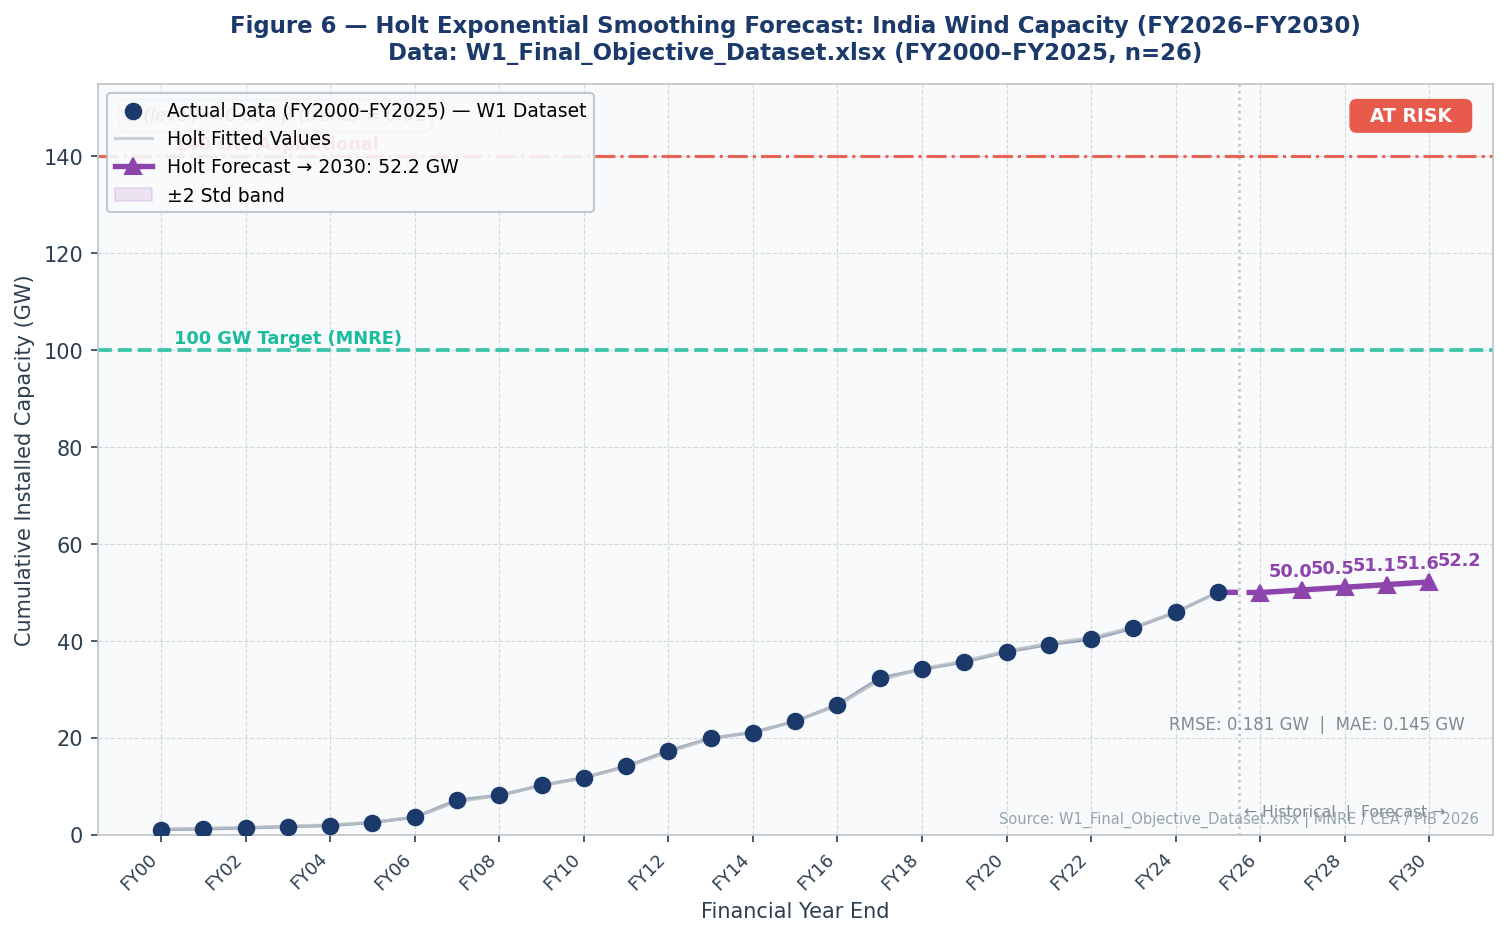 Figure 6 — Holt Exponential Smoothing Forecast: India Wind Capacity (FY2026–FY2030)
Data: W1_Final_Objective_Dataset.xlsx (FY2000–FY2025, n=26)
Actual Data (FY2000–FY2025) — W1 Dataset
Holt Fitted Values
Holt Forecast → 2030: 52.2 GW
±2 Std band
AT RISK
140 GW Aspirational
100 GW Target (MNRE)
Cumulative Installed Capacity (GW)
140
120
100
80
60
40
20
0
50.0 50.5 51.1 51.6 52.2
RMSE: 0.181 GW | MAE: 0.145 GW
← Historical | Forecast →
Source: W1_Final_Objective_Dataset.xlsx | MNRE / CEA / PIB 2026
FY00 FY02 FY04 FY06 FY08 FY10 FY12 FY14 FY16 FY18 FY20 FY22 FY24 FY26 FY28 FY30
Financial Year End